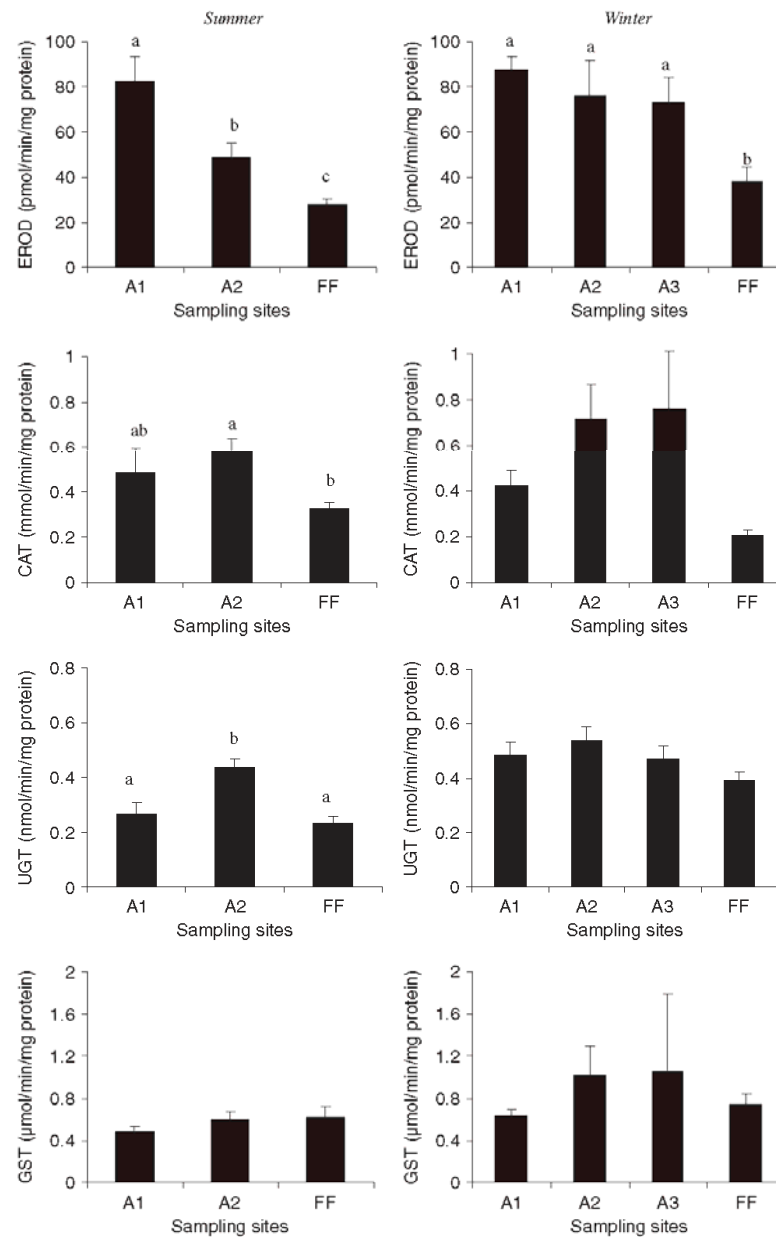 Summer
EROD (pmol/min/mg protein)
100
80
60
40
20
0
a
b
c
A1 A2 FF
Sampling sites
Winter
EROD (pmol/min/mg protein)
100
80
60
40
20
0
a
a
a
b
A1 A2 A3 FF
Sampling sites
CAT (mmol/min/mg protein)
1
0.8
0.6
0.4
0.2
0
ab
a
b
A1 A2 FF
Sampling sites
CAT (mmol/min/mg protein)
1
0.8
0.6
0.4
0.2
0
A1 A2 A3 FF
Sampling sites
UGT (nmol/min/mg protein)
0.8
0.6
0.4
0.2
0
a
b
a
A1 A2 FF
Sampling sites
UGT (nmol/min/mg protein)
0.8
0.6
0.4
0.2
0
A1 A2 A3 FF
Sampling sites
GST (µmol/min/mg protein)
2
1.6
1.2
0.8
0.4
0
A1 A2 FF
Sampling sites
GST (µmol/min/mg protein)
2
1.6
1.2
0.8
0.4
0
A1 A2 A3 FF
Sampling sites